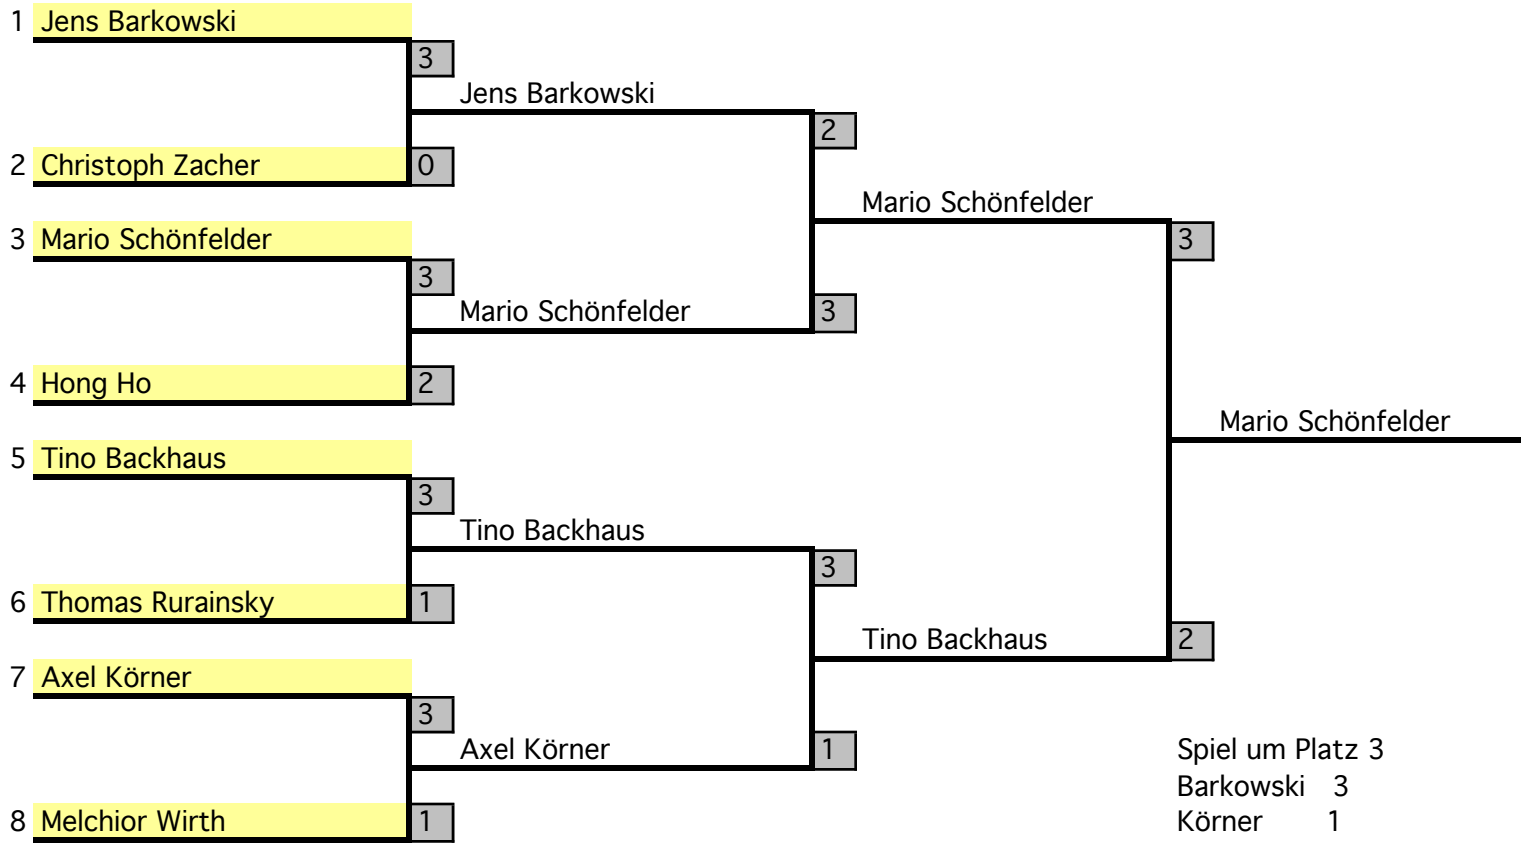 1 Jens Barkowski
3
Jens Barkowski
2
2 Christoph Zacher 0
Mario Schönfelder
3 Mario Schönfelder
3
3
Mario Schönfelder 3
4 Hong Ho 2
Mario Schönfelder
5 Tino Backhaus
3
Tino Backhaus
3
6 Thomas Rurainsky 1
Tino Backhaus 2
7 Axel Körner
3
Axel Körner 1
Spiel um Platz 3
Barkowski 3
8 Melchior Wirth 1
Körner 1